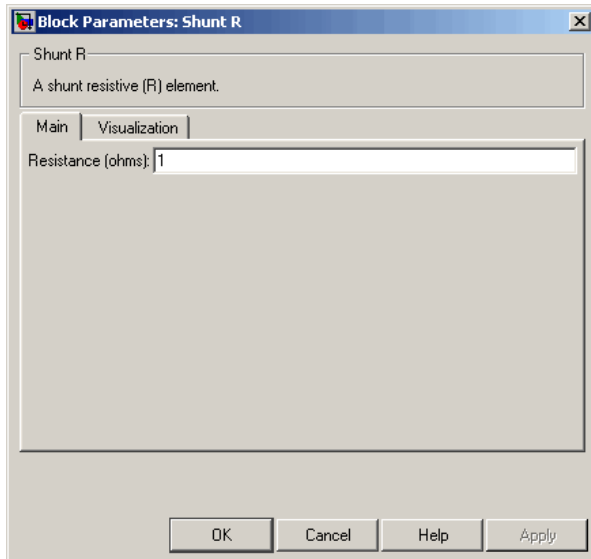 Block Parameters: Shunt R
Shunt R
A shunt resistive (R) element.
Main Visualization
Resistance (ohms): 1
OK Cancel Help Apply